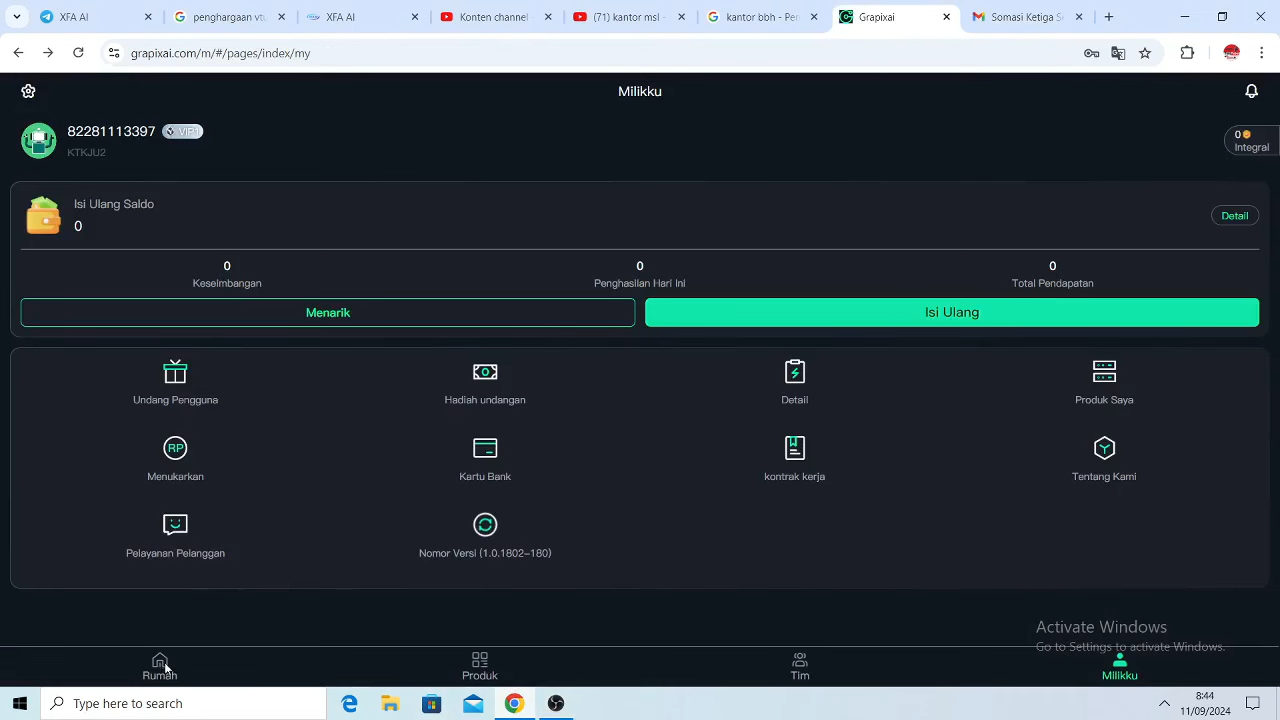 XFA AI
penghargaan vtu
XFA AI
Konten channel
(71) kantor msl -
kantor bbh - Pen
Grapixai
Somasi Ketiga S
grapixai.com/m/#/pages/index/my
Milikku
82281113397 VIP1
KTKJU2
0
Integral
Isi Ulang Saldo
0
Detail
0 0 0
Keseimbangan Penghasilan Hari Ini Total Pendapatan
Menarik Isi Ulang
Undang Pengguna Hadiah undangan Detail Produk Saya
RP
Menukarkan Kartu Bank kontrak kerja Tentang Kami
Pelayanan Pelanggan Nomor Versi (1.0.1802-180)
Activate Windows
Go to Settings to activate Windows.
Rumah Produk Tim Milikku
Type here to search
8:44
11/09/2024